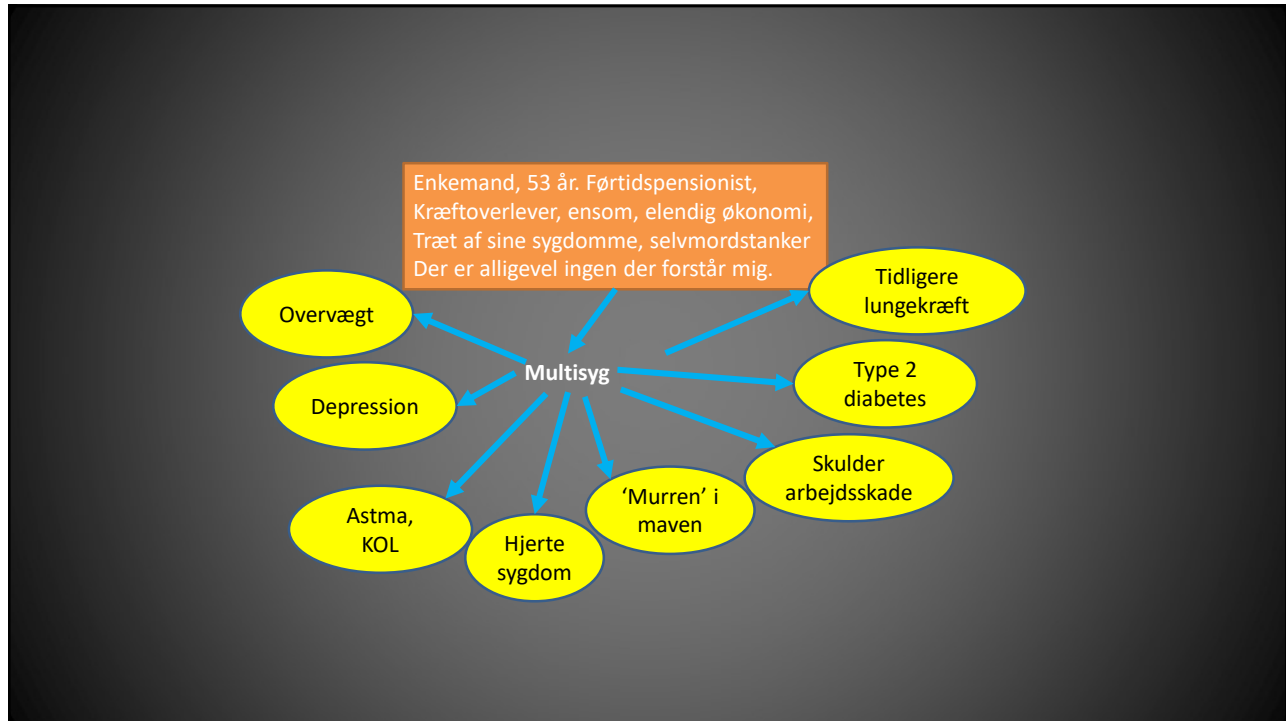 Enkemand, 53 år. Førtidspensionist,
Kræftoverlever, ensom, elendig økonomi,
Træt af sine sygdomme, selvmordstanker
Der er alligevel ingen der forstår mig.
Tidligere
lungekræft
Overvægt
Multisyg
Type 2
diabetes
Depression
Skulder
arbejdsskade
‘Murren’ i
maven
Astma,
KOL
Hjerte
sygdom